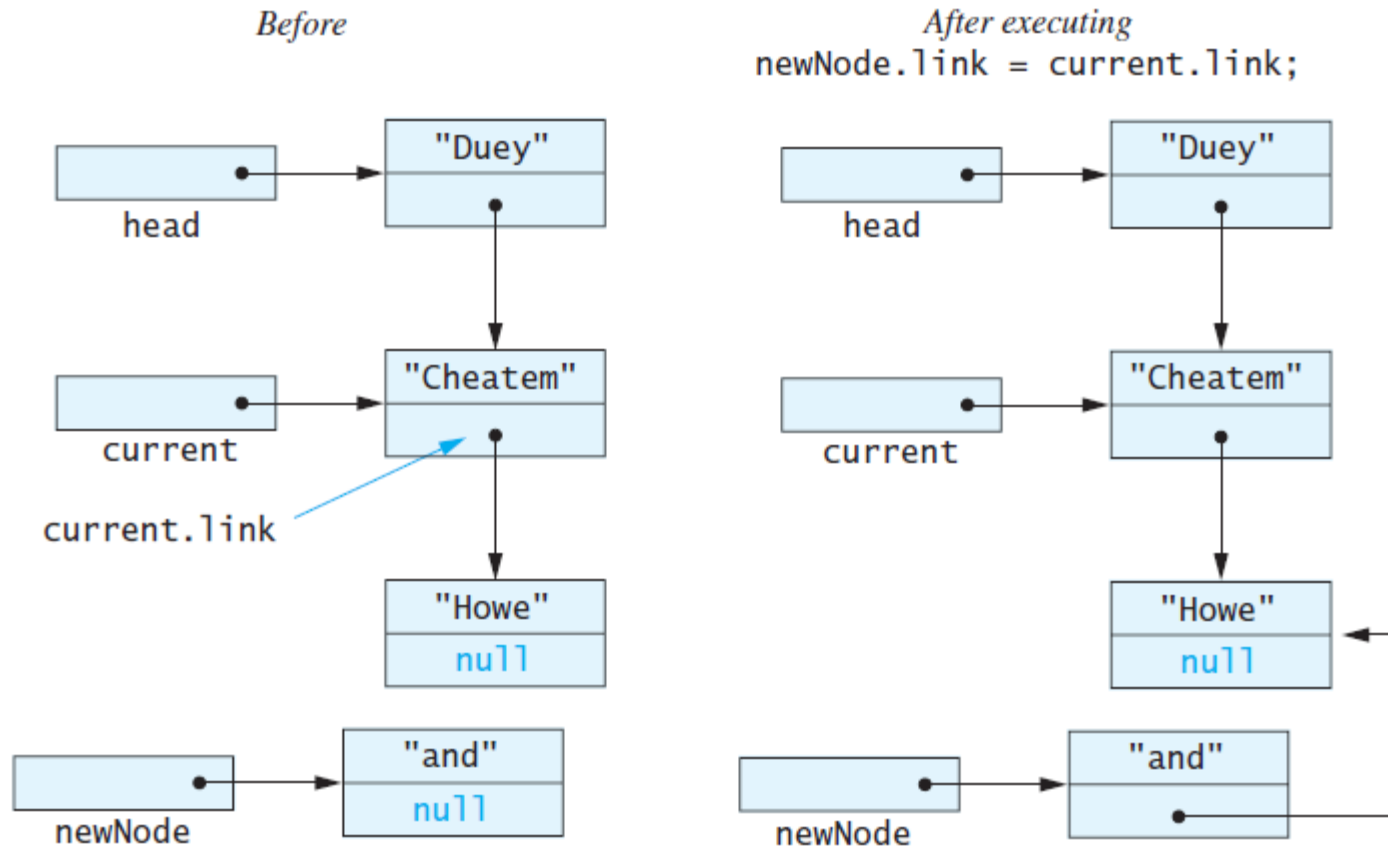 Before
"Duey"
head
"Cheatem"
current
current.link
"Howe"
null
"and"
null
newNode
After executing
newNode.link = current.link;
"Duey"
head
"Cheatem"
current
"Howe"
null
"and"
newNode